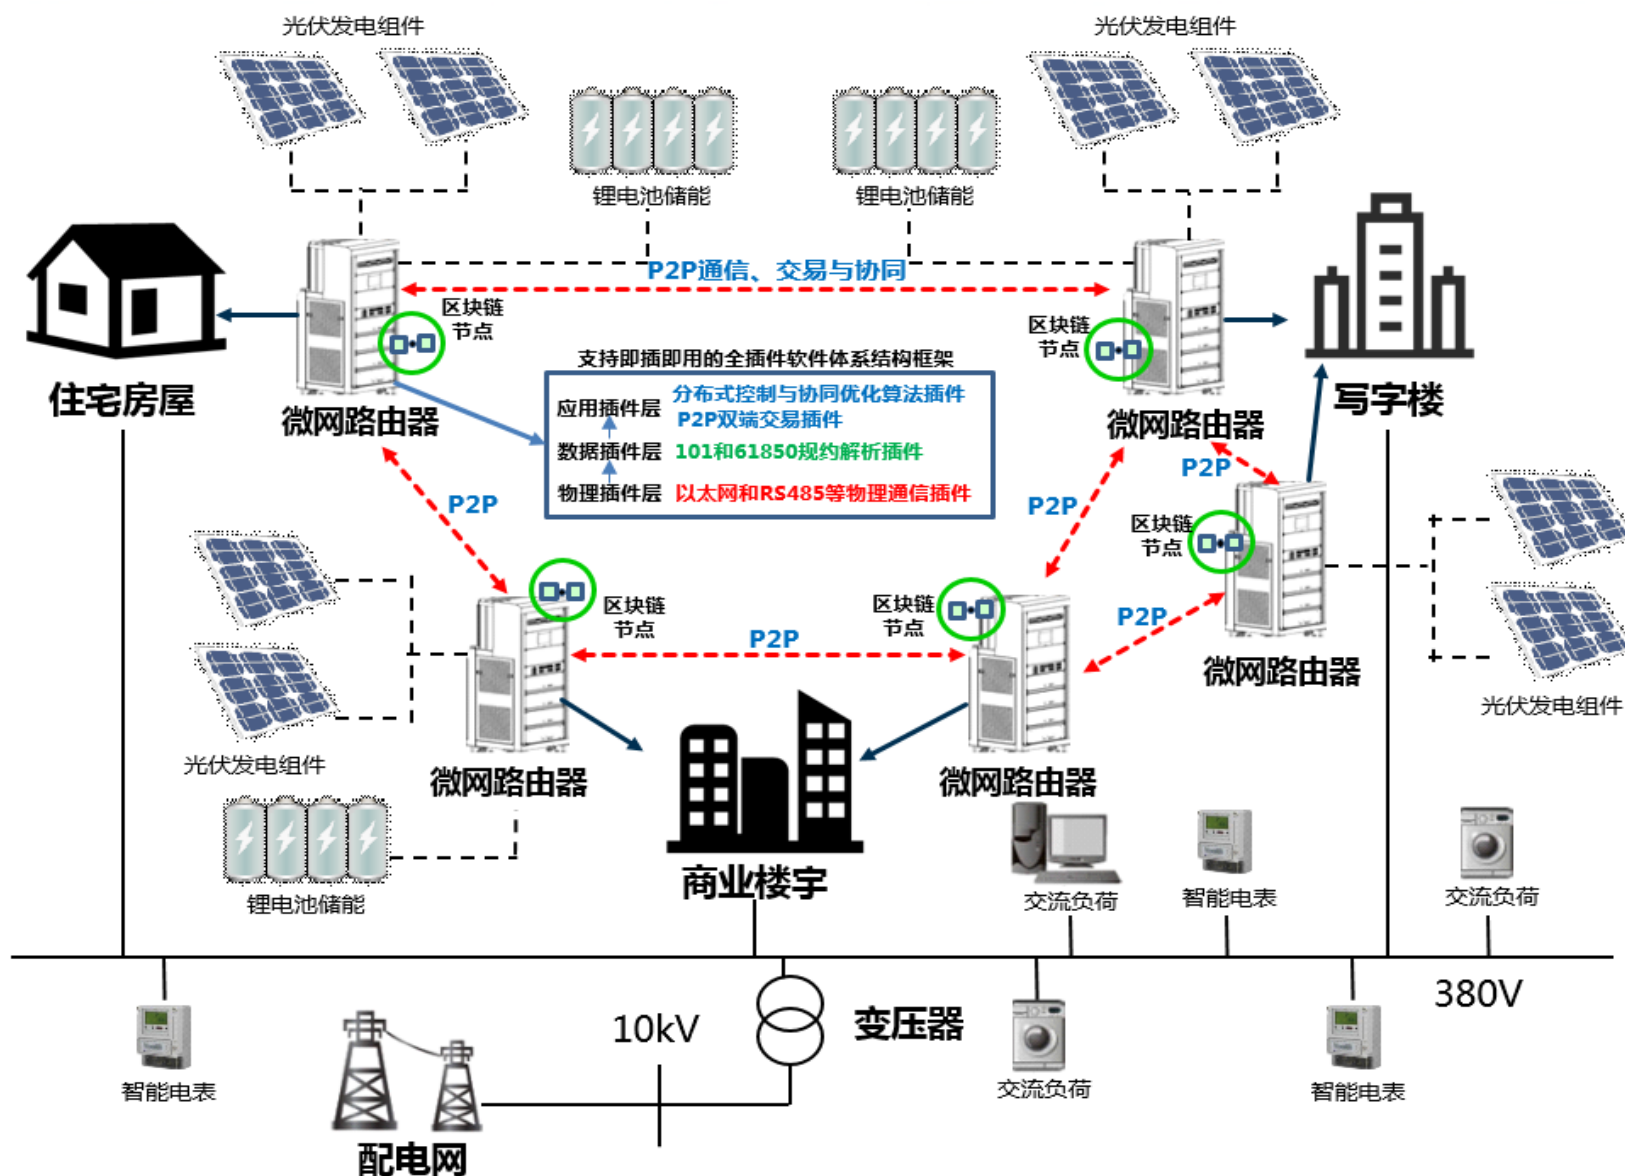 光伏发电组件
光伏发电组件
锂电池储能
锂电池储能
P2P通信、交易与协同
区块链
节点
区块链
节点
住宅房屋
微网路由器
微网路由器
写字楼
支持即插即用的全插件软件体系结构框架
应用插件层
分布式控制与协同优化算法插件
P2P双端交易插件
数据插件层
101和61850规约解析插件
物理插件层
以太网和RS485等物理通信插件
P2P
P2P
P2P
区块链
节点
区块链
节点
区块链
节点
P2P
P2P
微网路由器
光伏发电组件
光伏发电组件
微网路由器
微网路由器
锂电池储能
商业楼宇
交流负荷
智能电表
交流负荷
380V
10kV
变压器
智能电表
交流负荷
智能电表
配电网